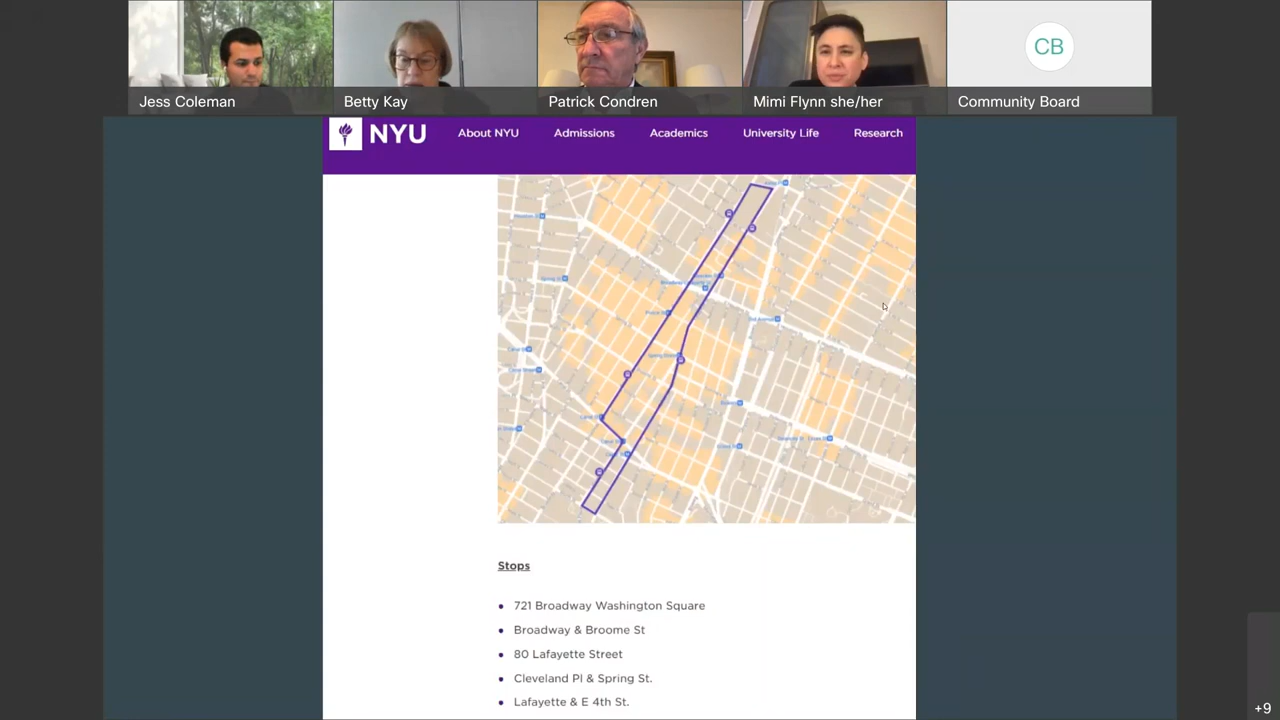 Jess Coleman
Betty Kay
Patrick Condren
Mimi Flynn she/her
CB
Community Board
NYU
About NYU
Admissions
Academics
University Life
Research
Stops
721 Broadway Washington Square
Broadway & Broome St
80 Lafayette Street
Cleveland Pl & Spring St.
Lafayette & E 4th St.
+9